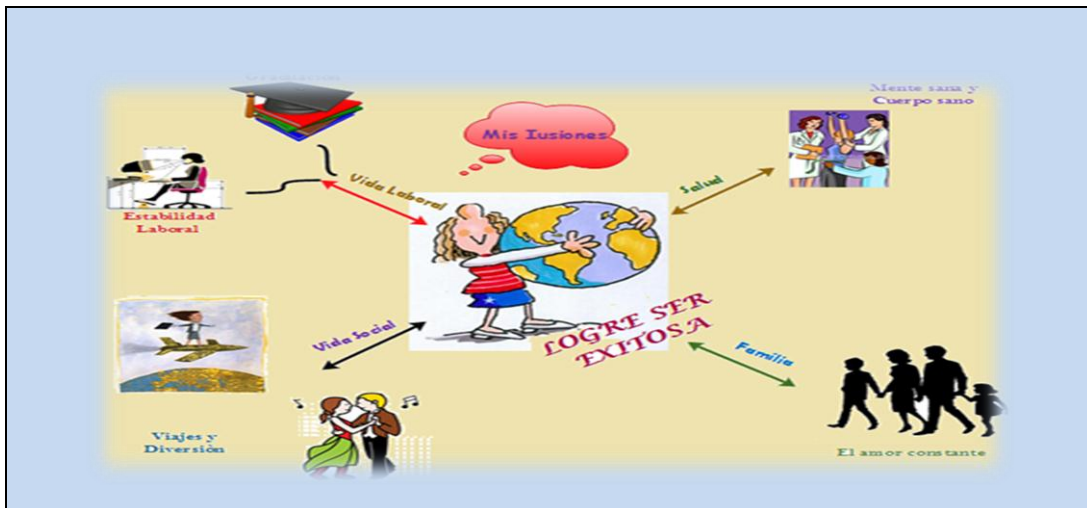 Mente sana y
Cuerpo sano
Mis Iusiones
Vida Laboral
Salud
Estabilidad
Laboral
LOGRE SER
EXITOSA
Vida Social
Familia
Viajes y
Diversión
El amor constante